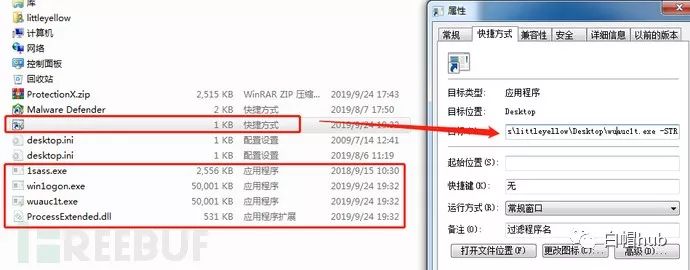 littleyellow
计算机
网络
控制面板
回收站
ProtectionX.zip 2,515 KB WinRAR ZIP 压缩... 2019/9/24 17:43
Malware Defender 2 KB 快捷方式 2019/8/7 17:50
1 KB 快捷方式 2019/9/24
desktop.ini 1 KB 配置设置 2009/7/14 12:41
desktop.ini 1 KB 配置设置 2019/8/6 11:19
1sass.exe 2,556 KB 应用程序 2018/9/15 10:30
win1ogon.exe 50,001 KB 应用程序 2019/9/24 19:32
wuauc1t.exe 50,001 KB 应用程序 2019/9/24 19:32
ProcessExtended.dll 531 KB 应用程序扩展 2019/9/24 19:32
FREEBUF
属性
常规 快捷方式 兼容性 安全 详细信息 以前的版本
目标类型: 应用程序
目标位置: Desktop
s\littleyellow\Desktop\wuauc1t.exe -STR
起始位置(S):
快捷键(K): 无
运行方式(R): 常规窗口
备注(O): 过滤程序名
打开文件位置(F) 更改图标(C)... 高级(D)...
白帽hub